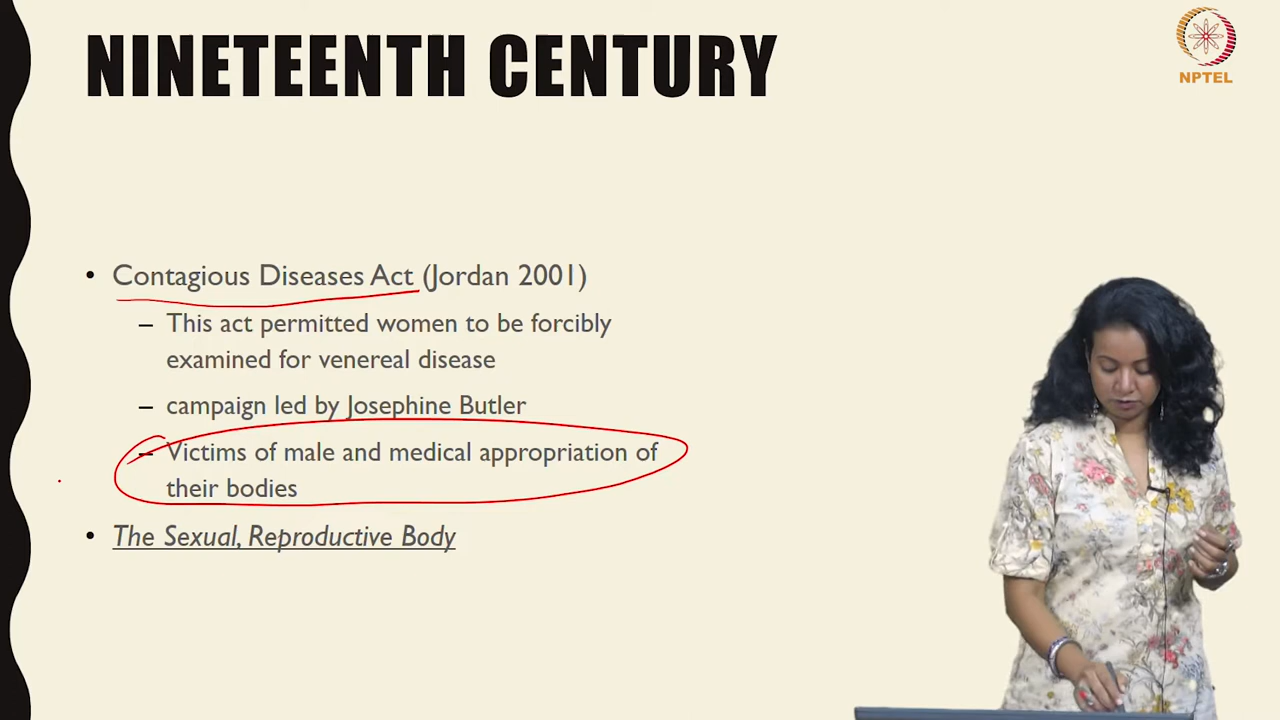 NINETEENTH CENTURY
NPTEL
• Contagious Diseases Act (Jordan 2001)
– This act permitted women to be forcibly
examined for venereal disease
– campaign led by Josephine Butler
– Victims of male and medical appropriation of
their bodies
• The Sexual, Reproductive Body